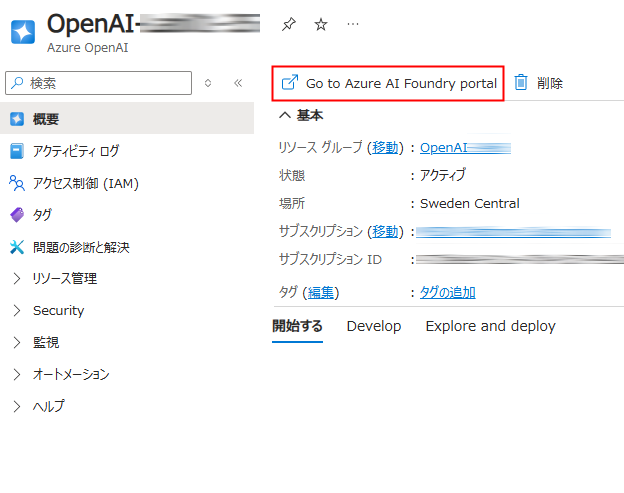 OpenAI-
Azure OpenAI
検索
概要
アクティビティ ログ
アクセス制御 (IAM)
タグ
問題の診断と解決
リソース管理
Security
監視
オートメーション
ヘルプ
Go to Azure AI Foundry portal
削除
基本
リソース グループ (移動) : OpenAI
状態 : アクティブ
場所 : Sweden Central
サブスクリプション (移動) :
サブスクリプション ID :
タグ (編集) : タグの追加
開始する Develop Explore and deploy